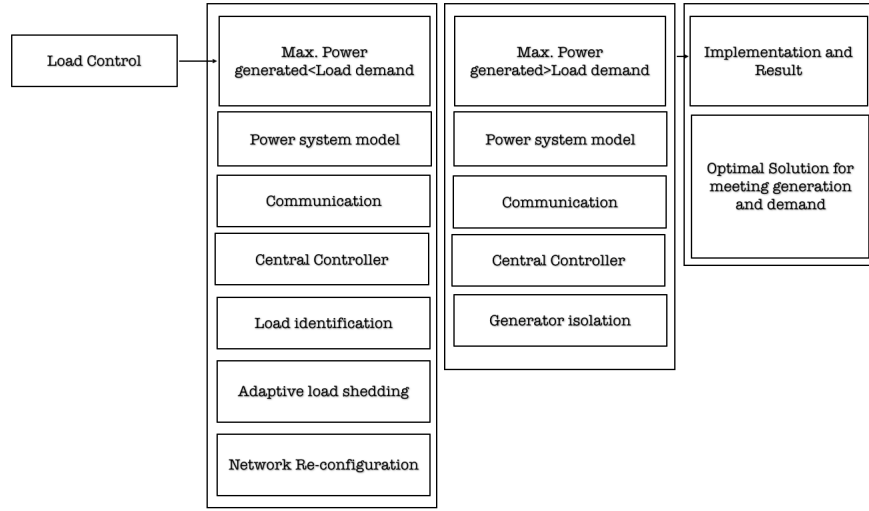 Load Control
Max. Power
generated<Load demand
Power system model
Communication
Central Controller
Load identification
Adaptive load shedding
Network Re-configuration
Max. Power
generated>Load demand
Power system model
Communication
Central Controller
Generator isolation
Implementation and
Result
Optimal Solution for
meeting generation
and demand